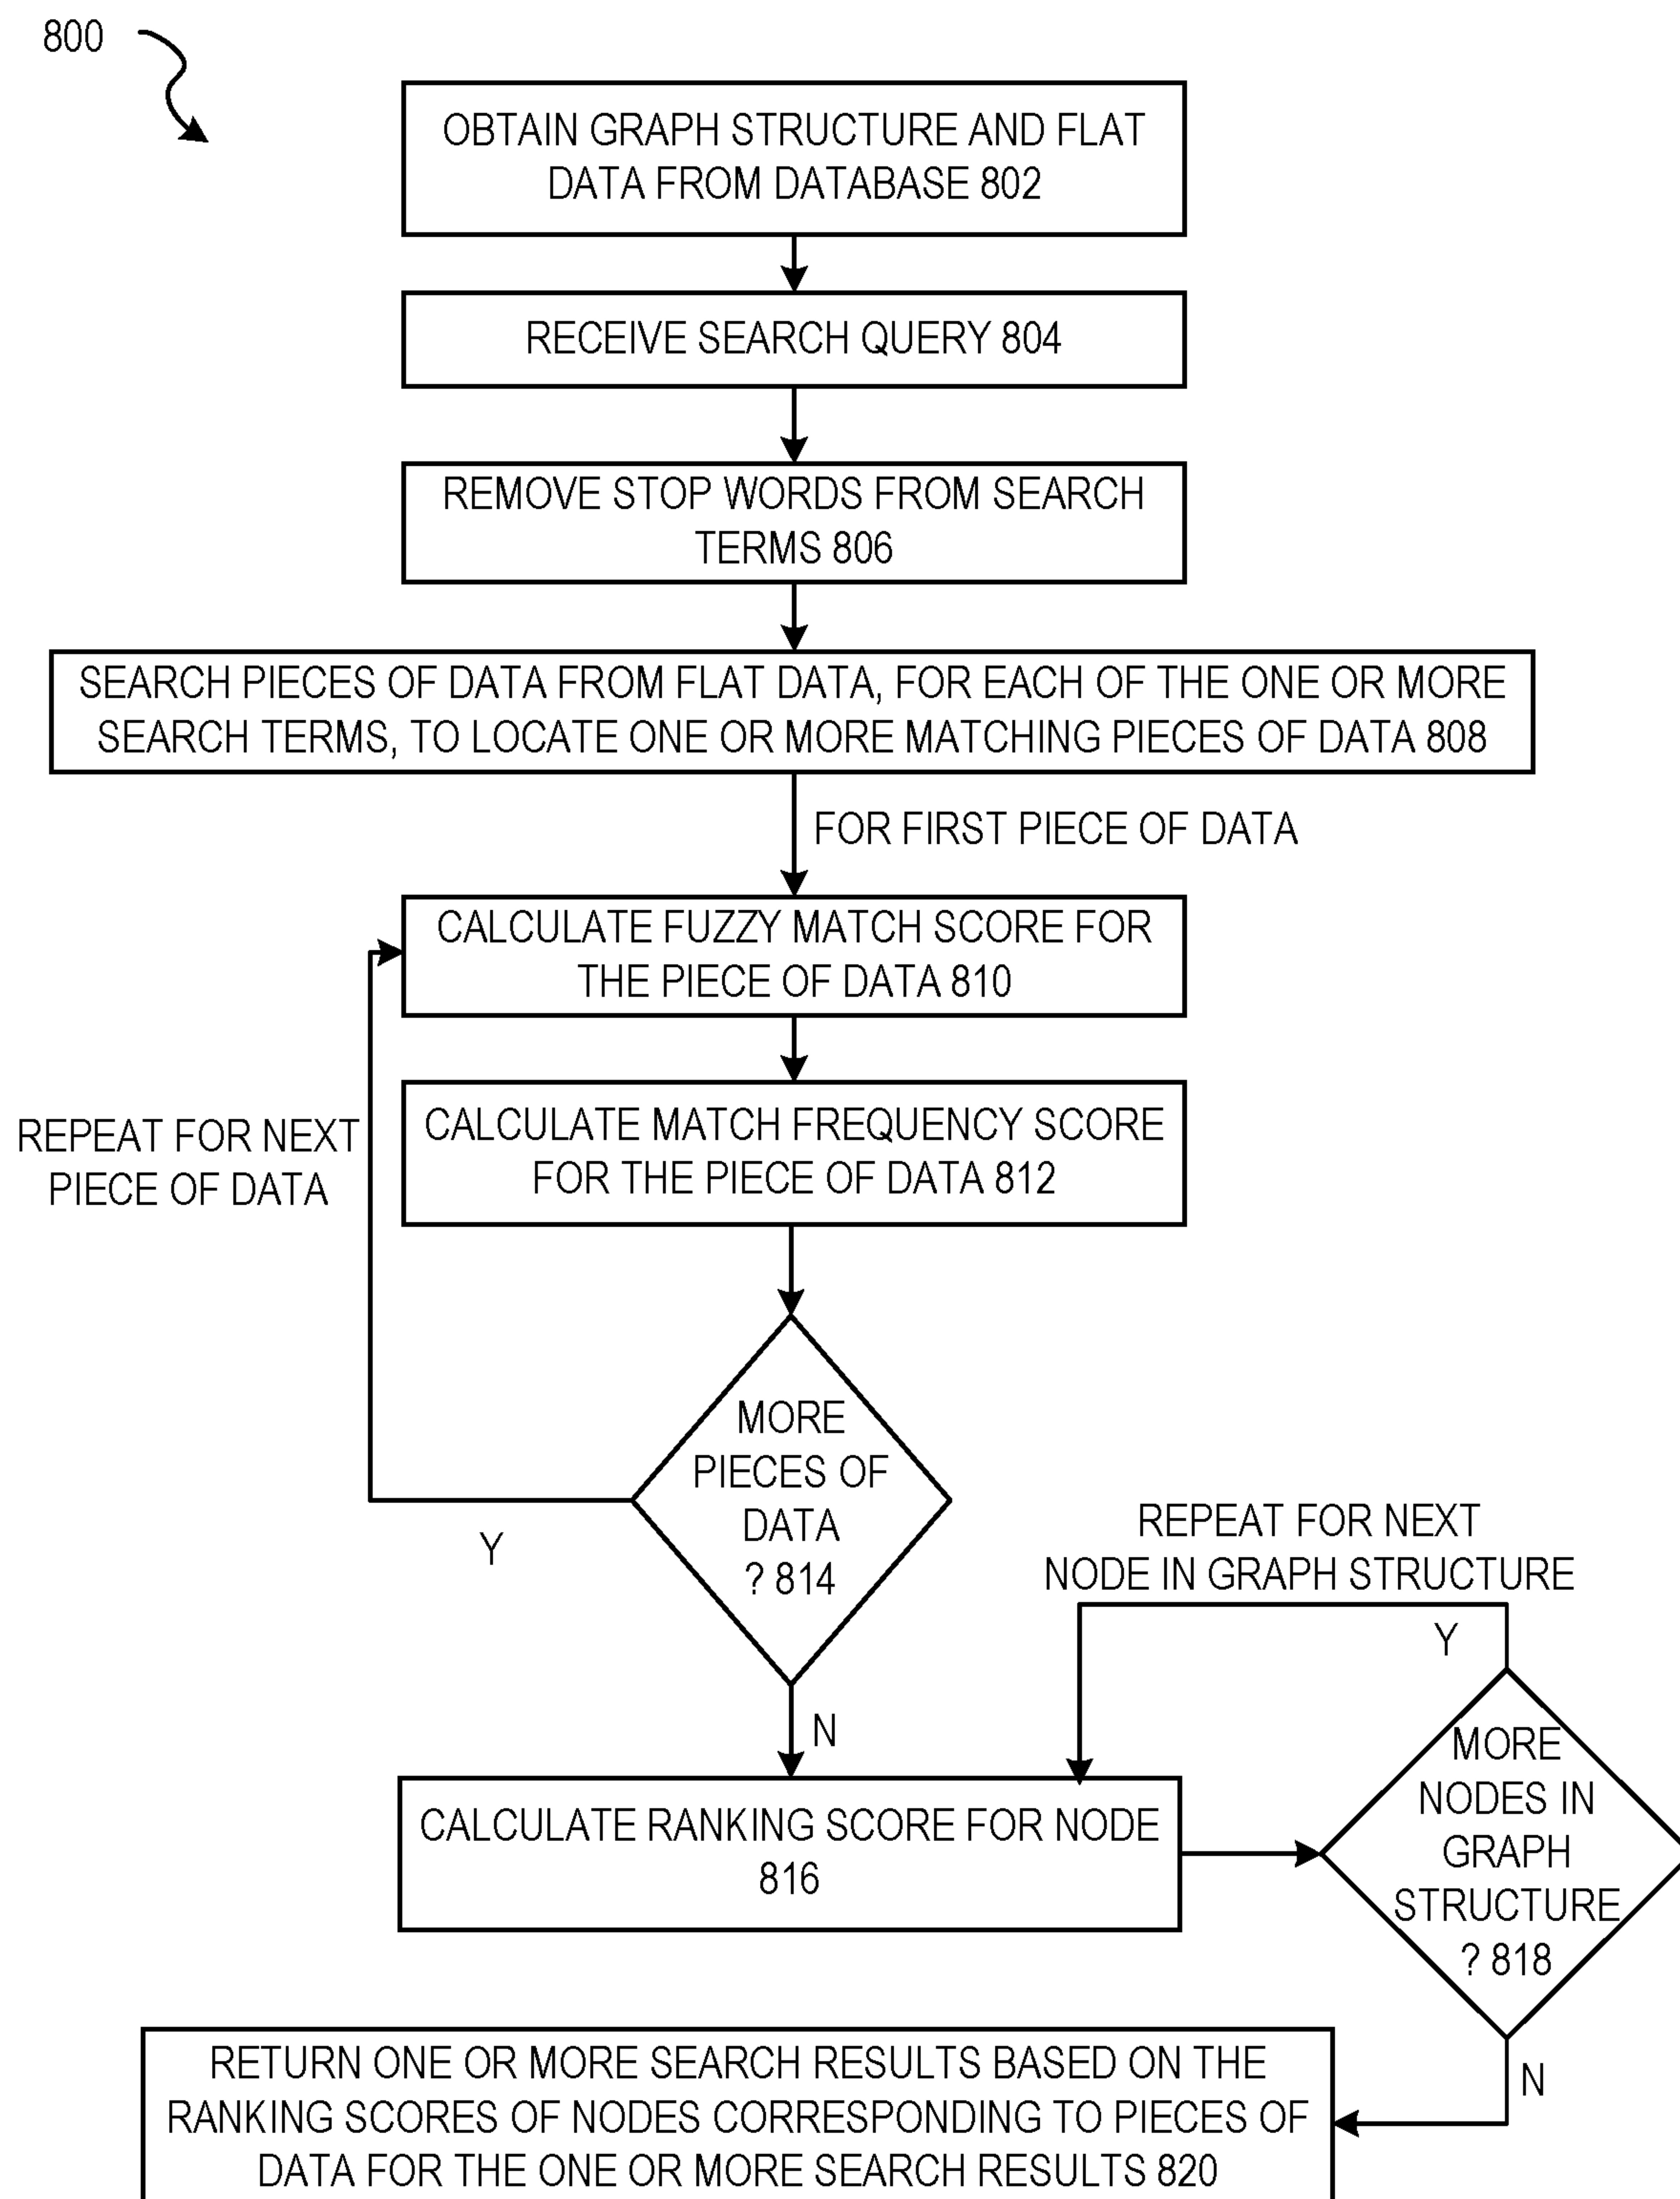 800
OBTAIN GRAPH STRUCTURE AND FLAT
DATA FROM DATABASE 802
RECEIVE SEARCH QUERY 804
REMOVE STOP WORDS FROM SEARCH
TERMS 806
SEARCH PIECES OF DATA FROM FLAT DATA, FOR EACH OF THE ONE OR MORE
SEARCH TERMS, TO LOCATE ONE OR MORE MATCHING PIECES OF DATA 808
FOR FIRST PIECE OF DATA
CALCULATE FUZZY MATCH SCORE FOR
THE PIECE OF DATA 810
CALCULATE MATCH FREQUENCY SCORE
FOR THE PIECE OF DATA 812
REPEAT FOR NEXT
PIECE OF DATA
MORE
PIECES OF
DATA
? 814
Y
N
REPEAT FOR NEXT
NODE IN GRAPH STRUCTURE
Y
CALCULATE RANKING SCORE FOR NODE
816
MORE
NODES IN
GRAPH
STRUCTURE
? 818
N
RETURN ONE OR MORE SEARCH RESULTS BASED ON THE
RANKING SCORES OF NODES CORRESPONDING TO PIECES OF
DATA FOR THE ONE OR MORE SEARCH RESULTS 820